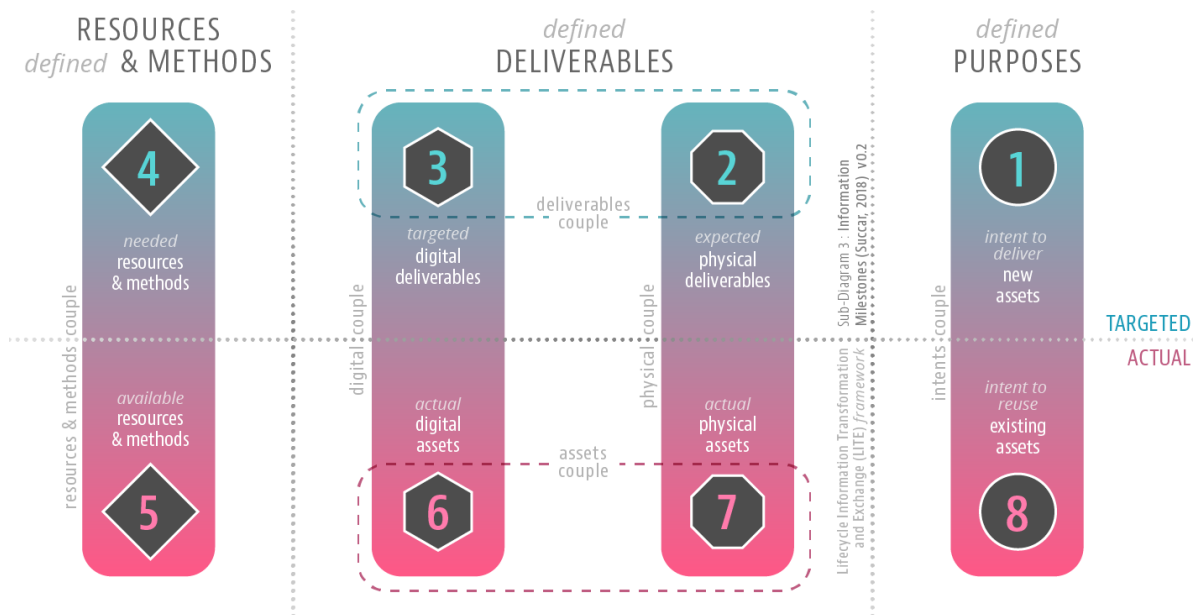 RESOURCES
defined & METHODS
defined
DELIVERABLES
defined
PURPOSES
4
needed
resources
& methods
available
resources
& methods
5
resources & methods couple
3
targeted
digital
deliverables
actual
digital
assets
6
digital couple
deliverables
couple
assets
couple
2
expected
physical
deliverables
actual
physical
assets
7
physical couple
Sub-Diagram 3 : Information
Milestones (Succar, 2018) v0.2
Lifecycle Information Transformation
and Exchange (LITE) framework
1
intent to
deliver
new
assets
intent to
reuse
existing
assets
8
intents couple
TARGETED
ACTUAL